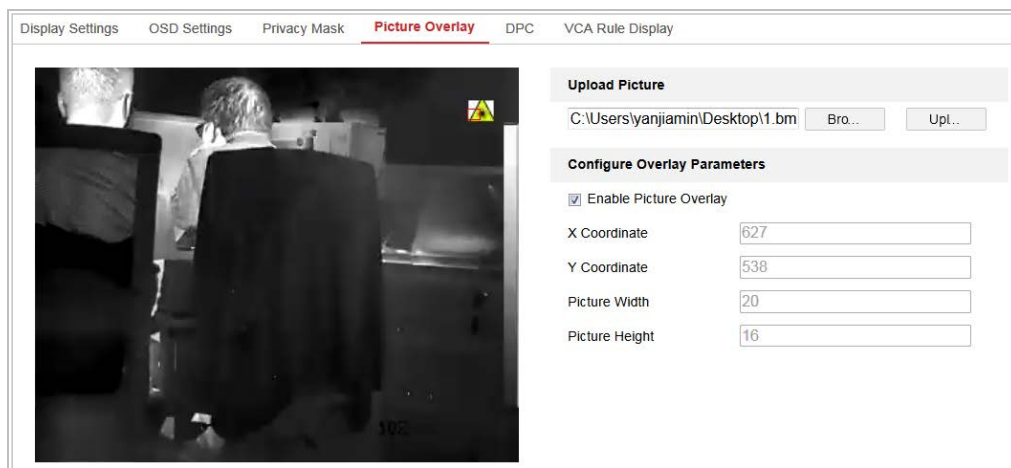 Display Settings OSD Settings Privacy Mask Picture Overlay DPC VCA Rule Display
Upload Picture
C:\Users\yanjiamin\Desktop\1.bm Bro... Upl...
Configure Overlay Parameters
Enable Picture Overlay
X Coordinate 627
Y Coordinate 538
Picture Width 20
Picture Height 16